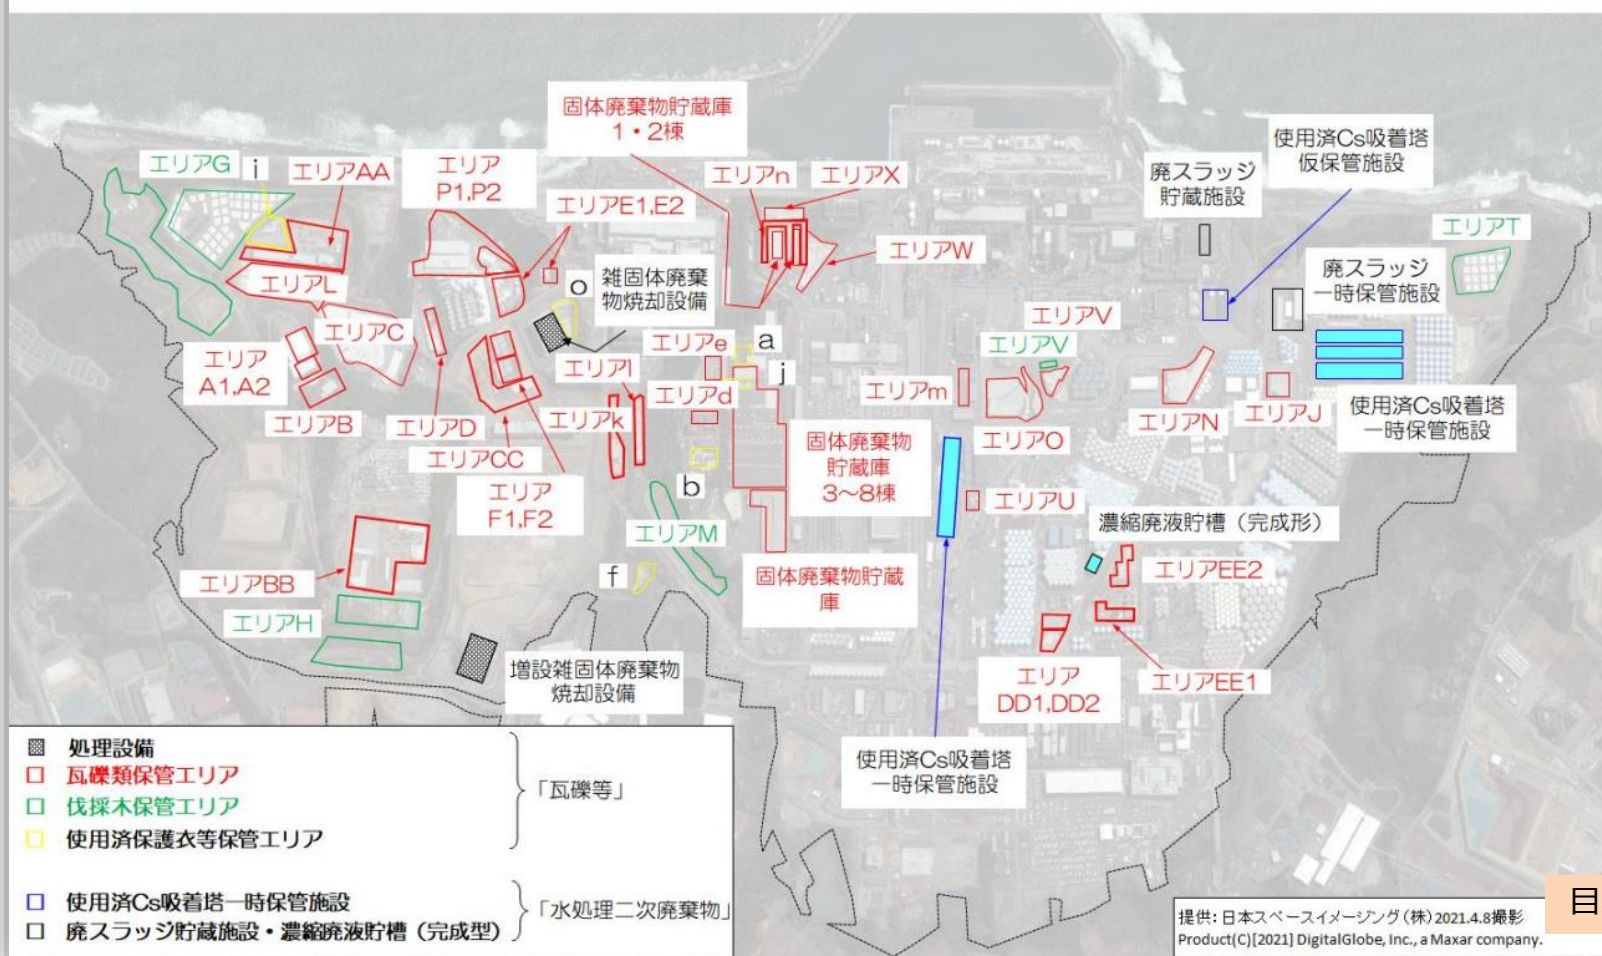 固体廃棄物貯蔵庫
1・2棟
使用済Cs吸着塔
仮保管施設
廃スラッジ
貯蔵施設
エリアG
i
エリアAA
エリア
P1,P2
エリアn
エリアX
エリアE1,E2
エリアT
エリアW
廃スラッジ
一時保管施設
エリアL
o
雑固体廃棄
物焼却設備
エリアC
エリアV
エリアV
a
エリアe
j
エリア
A1,A2
エリアl
エリアd
エリアm
エリアB
エリアD
エリアk
エリアO
エリアN
エリアJ
使用済Cs吸着塔
一時保管施設
エリアCC
固体廃棄物
貯蔵庫
3～8棟
エリア
F1,F2
b
エリアU
エリアM
濃縮廃液貯槽（完成形）
エリアBB
f
固体廃棄物貯蔵
庫
エリアEE2
エリアH
増設雑固体廃棄物
焼却設備
エリア
DD1,DD2
エリアEE1
使用済Cs吸着塔
一時保管施設
処理設備
瓦礫類保管エリア
伐採木保管エリア
使用済保護衣等保管エリア
「瓦礫等」
使用済Cs吸着塔一時保管施設
廃スラッジ貯蔵施設・濃縮廃液貯槽（完成型）
「水処理二次廃棄物」
提供：日本スペースイメージング（株）2021.4.8撮影
Product(C)[2021] DigitalGlobe, Inc., a Maxar company.
目